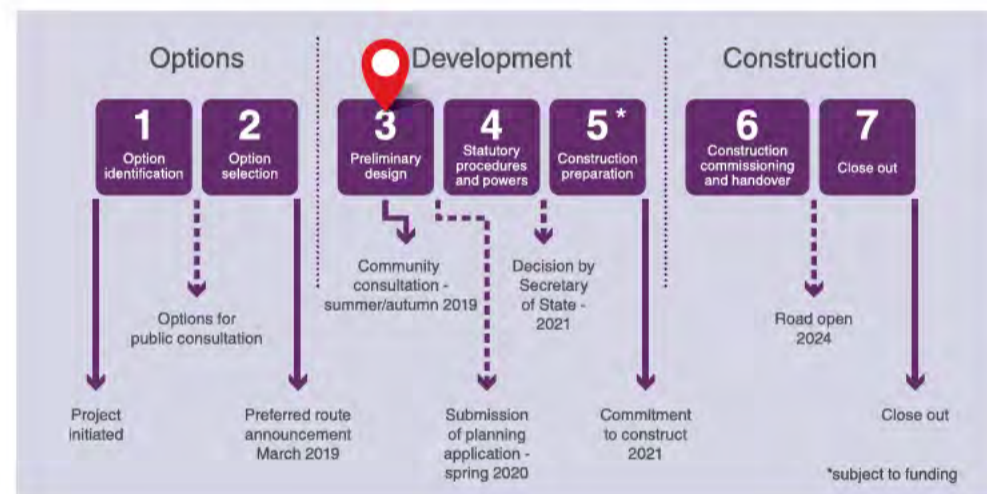 Options
Development
Construction
1
Option
identification
2
Option
selection
3
Preliminary
design
4
Statutory
procedures
and powers
5*
Construction
preparation
6
Construction
commissioning
and handover
7
Close out
Community
consultation -
summer/autumn 2019
Decision by
Secretary
of State -
2021
Options for
public consultation
Road open
2024
Project
initiated
Preferred route
announcement
March 2019
Submission
of planning
application -
spring 2020
Commitment
to construct
2021
Close out
*subject to funding